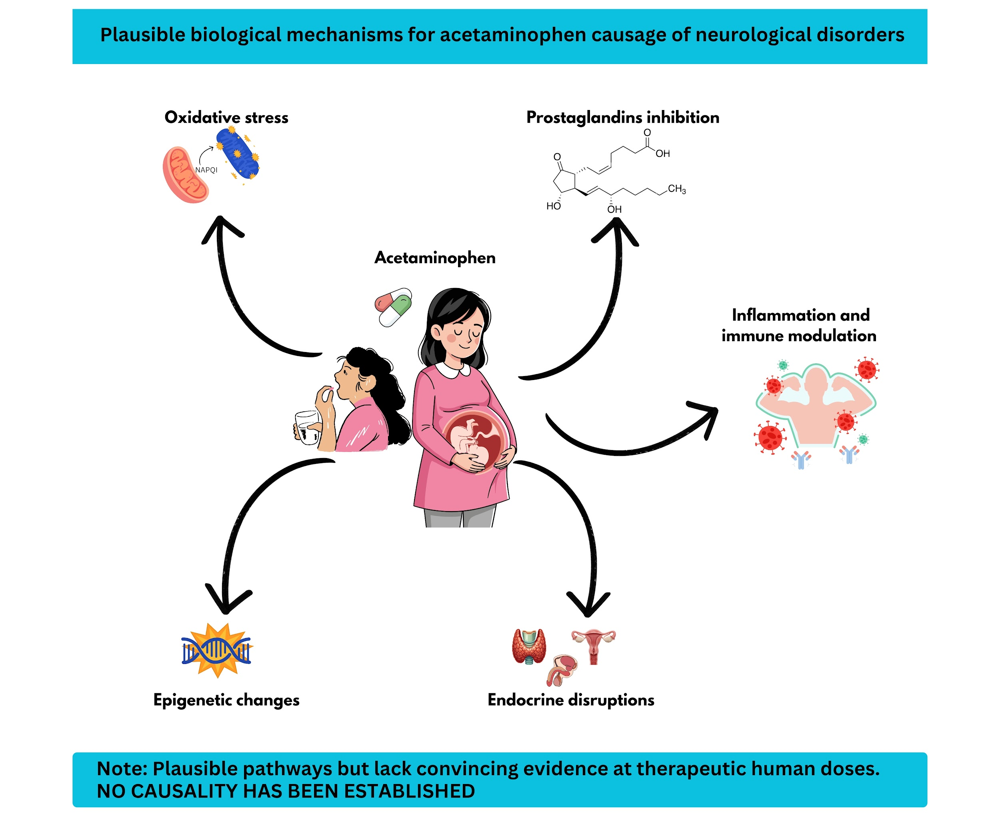 Plausible biological mechanisms for acetaminophen causage of neurological disorders
Oxidative stress
NAPQI
Prostaglandins inhibition
O
OH
O
CH3
HO
OH
Acetaminophen
Inflammation and
immune modulation
Epigenetic changes
Endocrine disruptions
Note: Plausible pathways but lack convincing evidence at therapeutic human doses.
NO CAUSALITY HAS BEEN ESTABLISHED